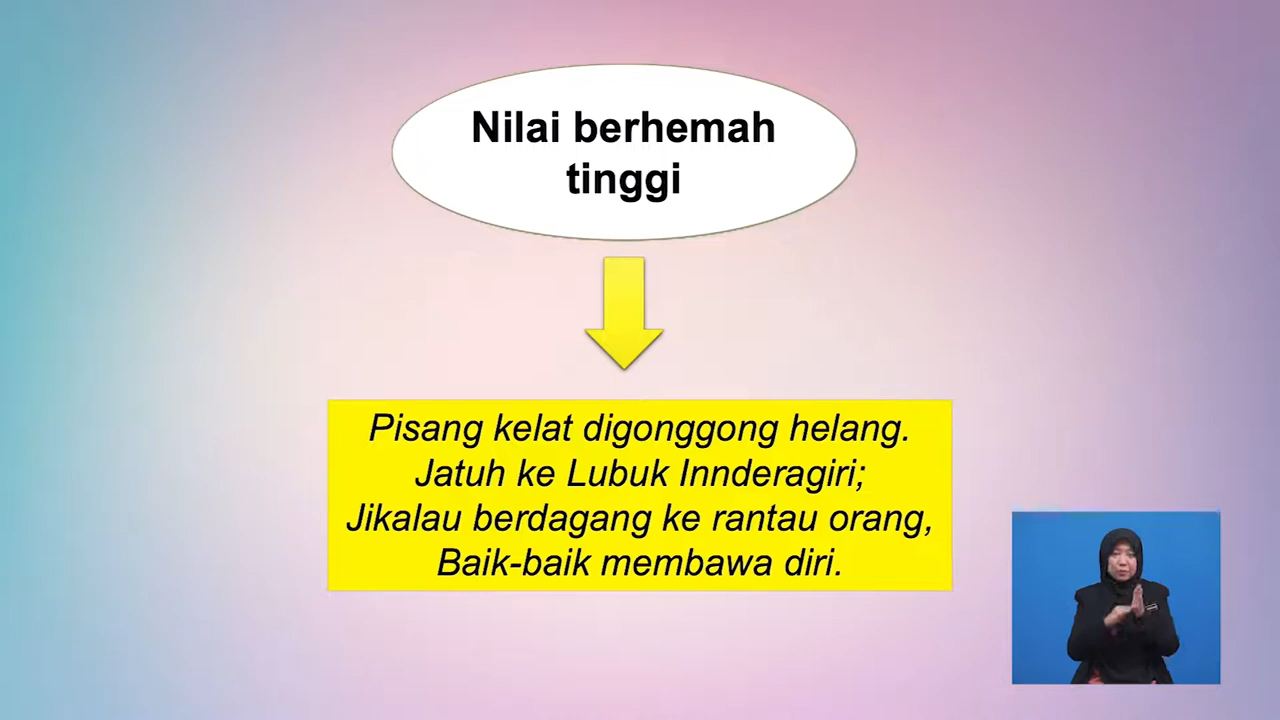 Nilai berhemah
tinggi
Pisang kelat digonggong helang.
Jatuh ke Lubuk Innderagiri;
Jikalau berdagang ke rantau orang,
Baik-baik membawa diri.